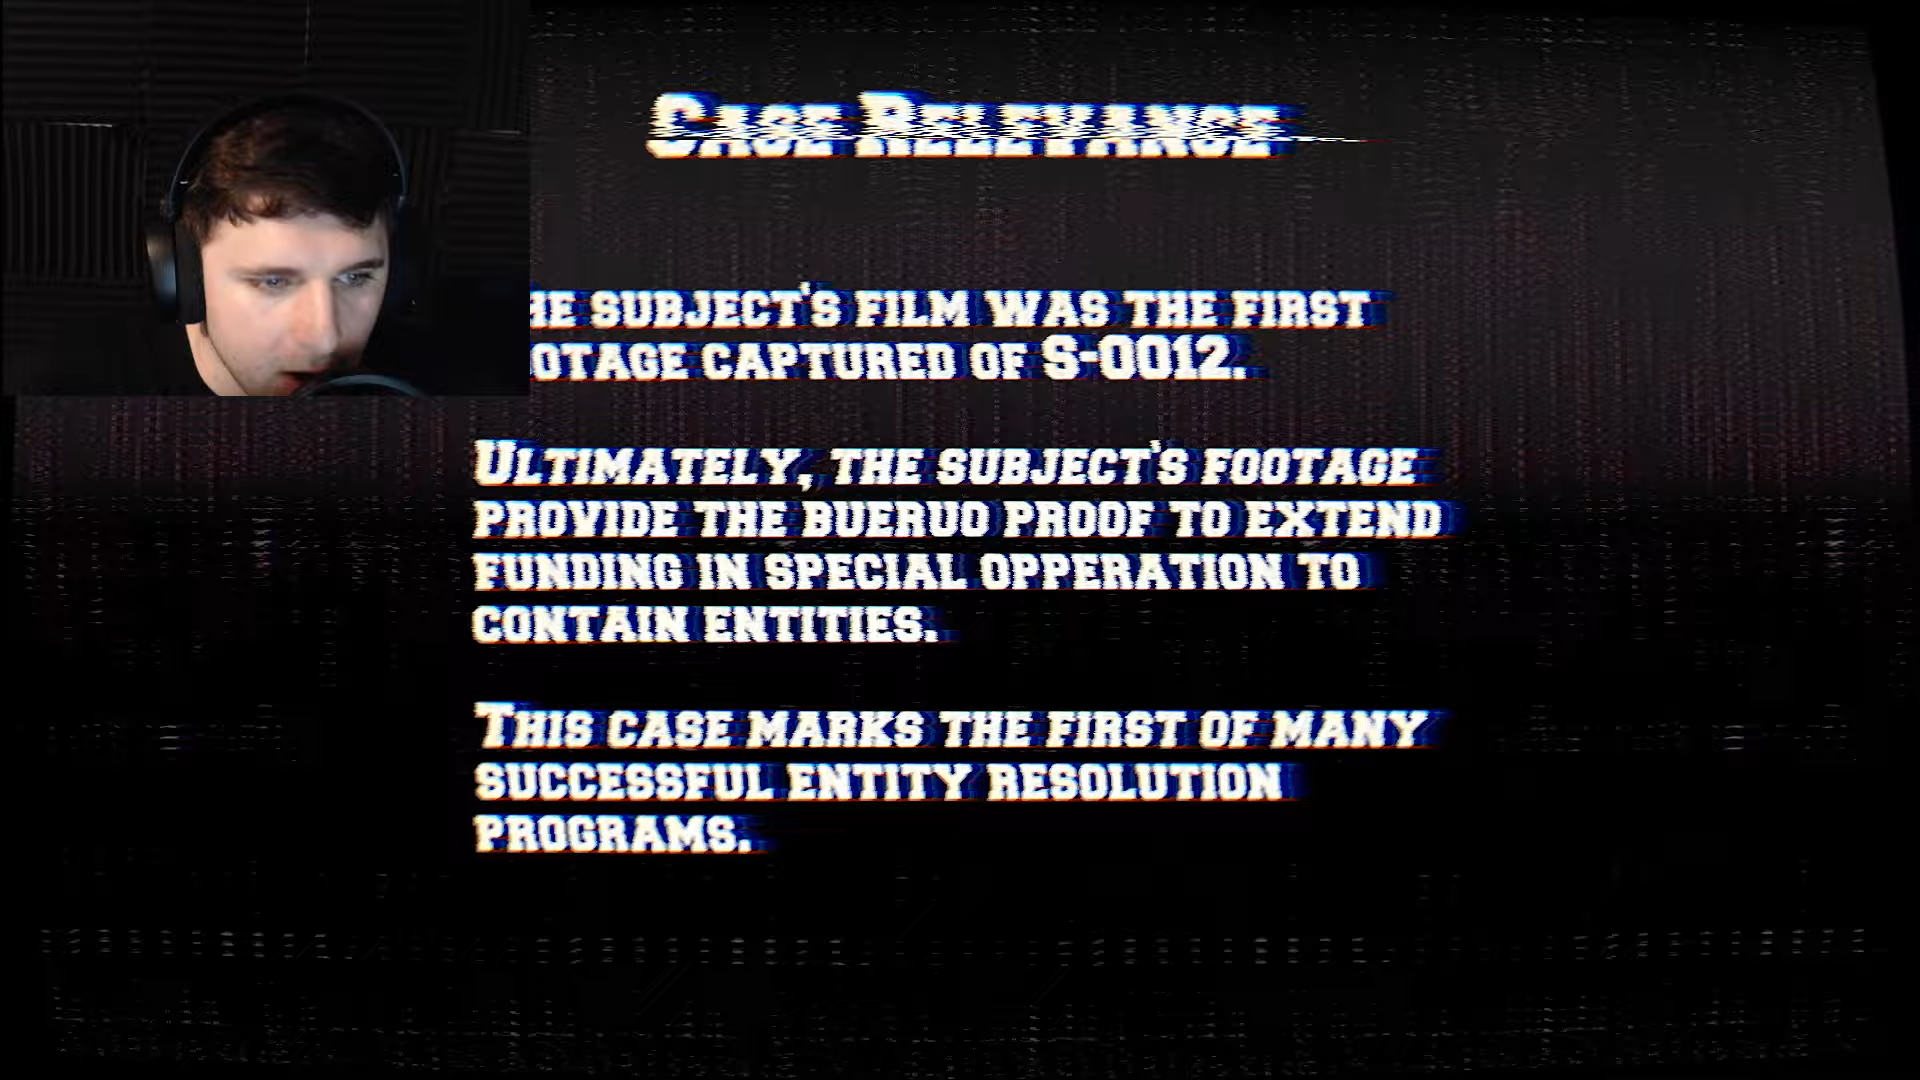 Case Relevance
he subject's film was the first
otage captured of S-0012.
Ultimately, the subject's footage
provide the bueruo proof to extend
funding in special opperation to
contain entities.
This case marks the first of many
successful entity resolution
programs.